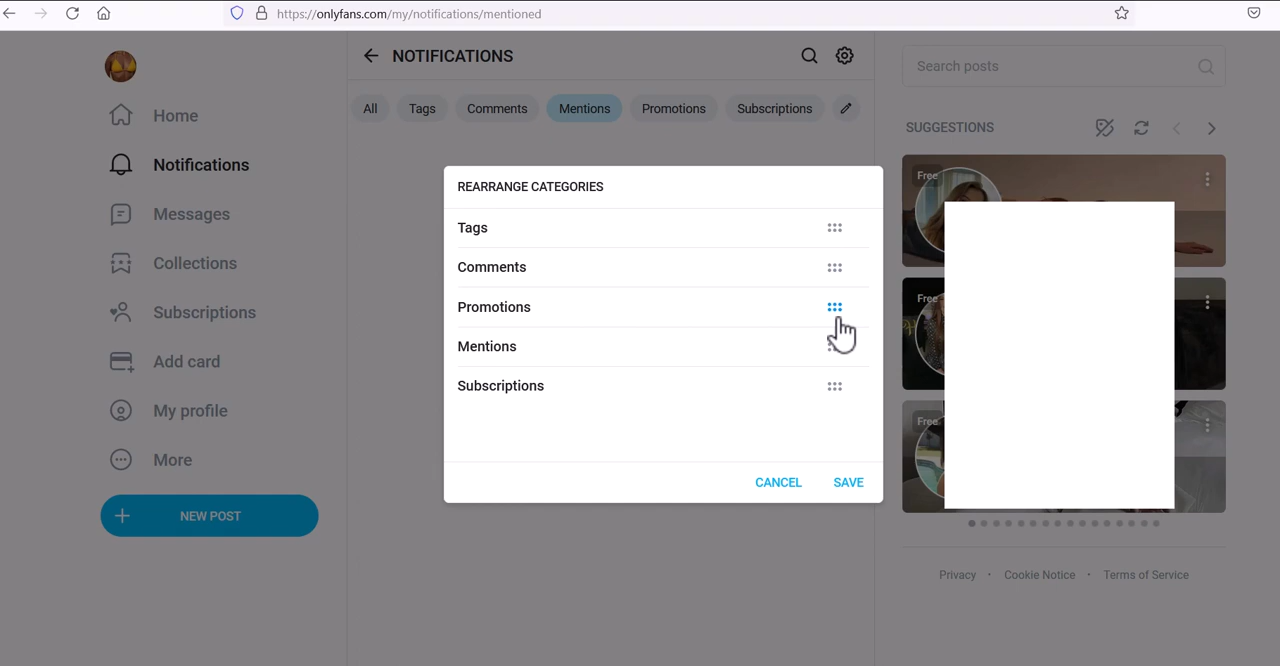 https://onlyfans.com/my/notifications/mentioned
Home
Notifications
Messages
Collections
Subscriptions
Add card
My profile
More
NEW POST
NOTIFICATIONS
All
Tags
Comments
Mentions
Promotions
Subscriptions
REARRANGE CATEGORIES
Tags
Comments
Promotions
Mentions
Subscriptions
CANCEL
SAVE
Search posts
SUGGESTIONS
Free
Free
Free
Privacy · Cookie Notice · Terms of Service